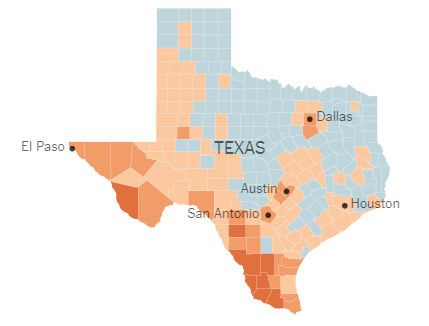 Dallas
El Paso
TEXAS
Austin
San Antonio
Houston